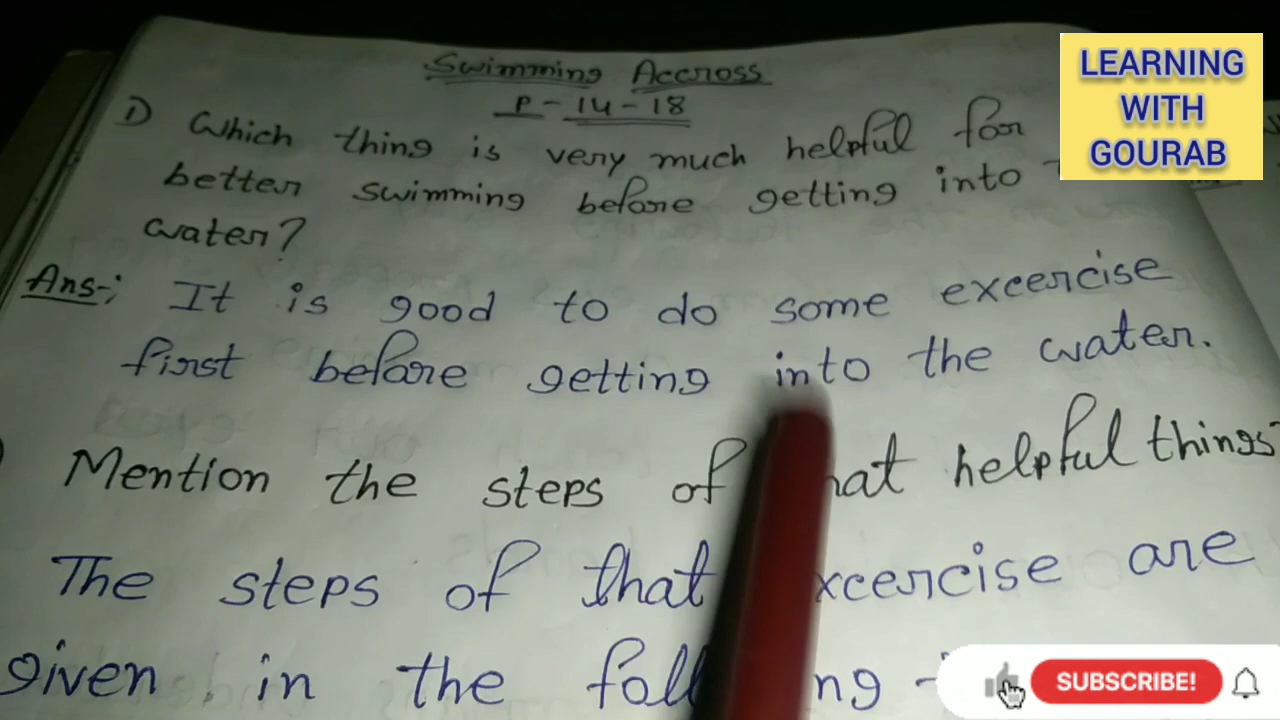 Swimming Accross
P - 14 - 18
1) Which thing is very much helpful for
better swimming before getting into
water?
Ans-; It is good to do some excercise
first before getting into the water.
Mention the steps of helpful things
The steps of that are
given in the
LEARNING
WITH
GOURAB
SUBSCRIBE!